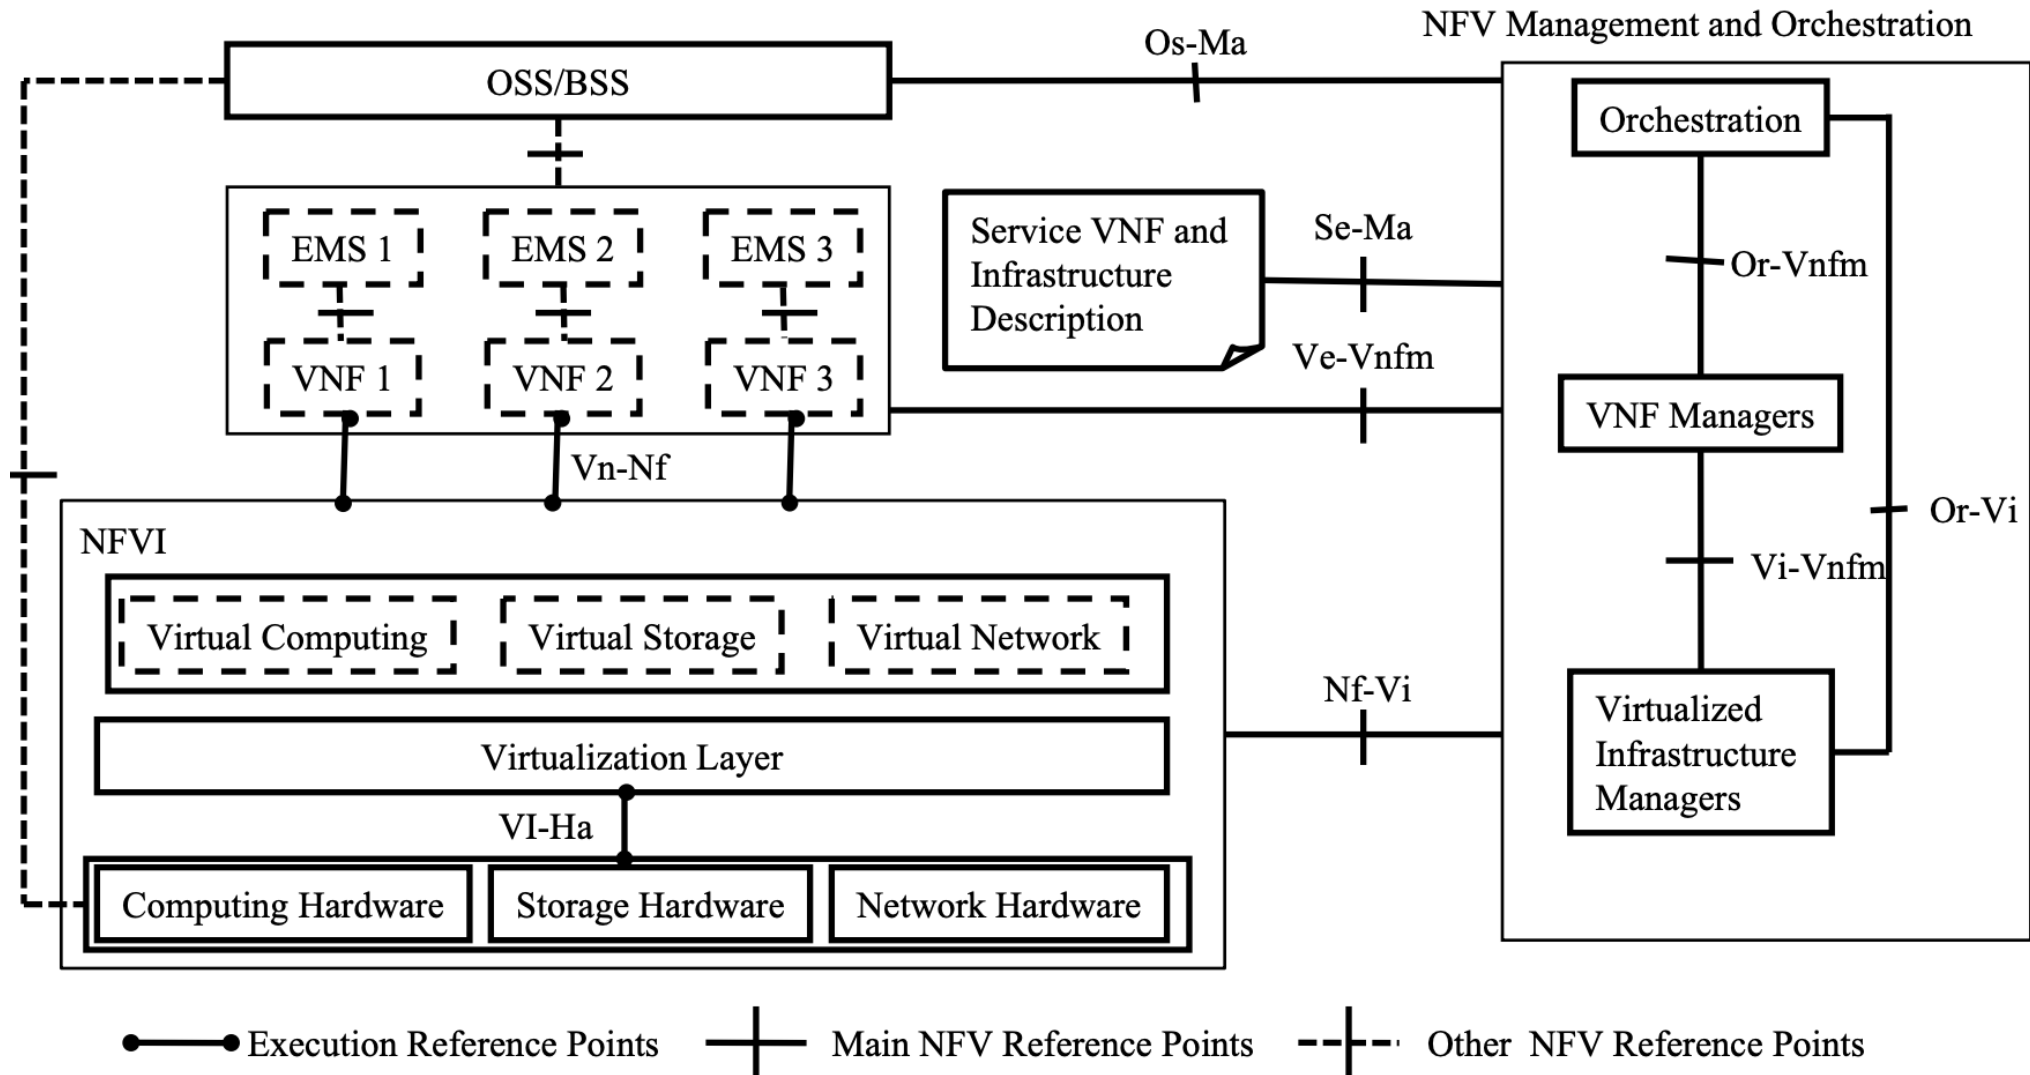 NFV Management and Orchestration
Os-Ma
OSS/BSS
Orchestration
EMS 1
EMS 2
EMS 3
Service VNF and
Infrastructure
Description
Se-Ma
Or-Vnfm
VNF 1
VNF 2
VNF 3
Ve-Vnfm
VNF Managers
Vn-Nf
Or-Vi
NFVI
Vi-Vnfm
Virtual Computing
Virtual Storage
Virtual Network
Nf-Vi
Virtualized
Infrastructure
Managers
Virtualization Layer
VI-Ha
Computing Hardware
Storage Hardware
Network Hardware
Execution Reference Points
Main NFV Reference Points
Other NFV Reference Points